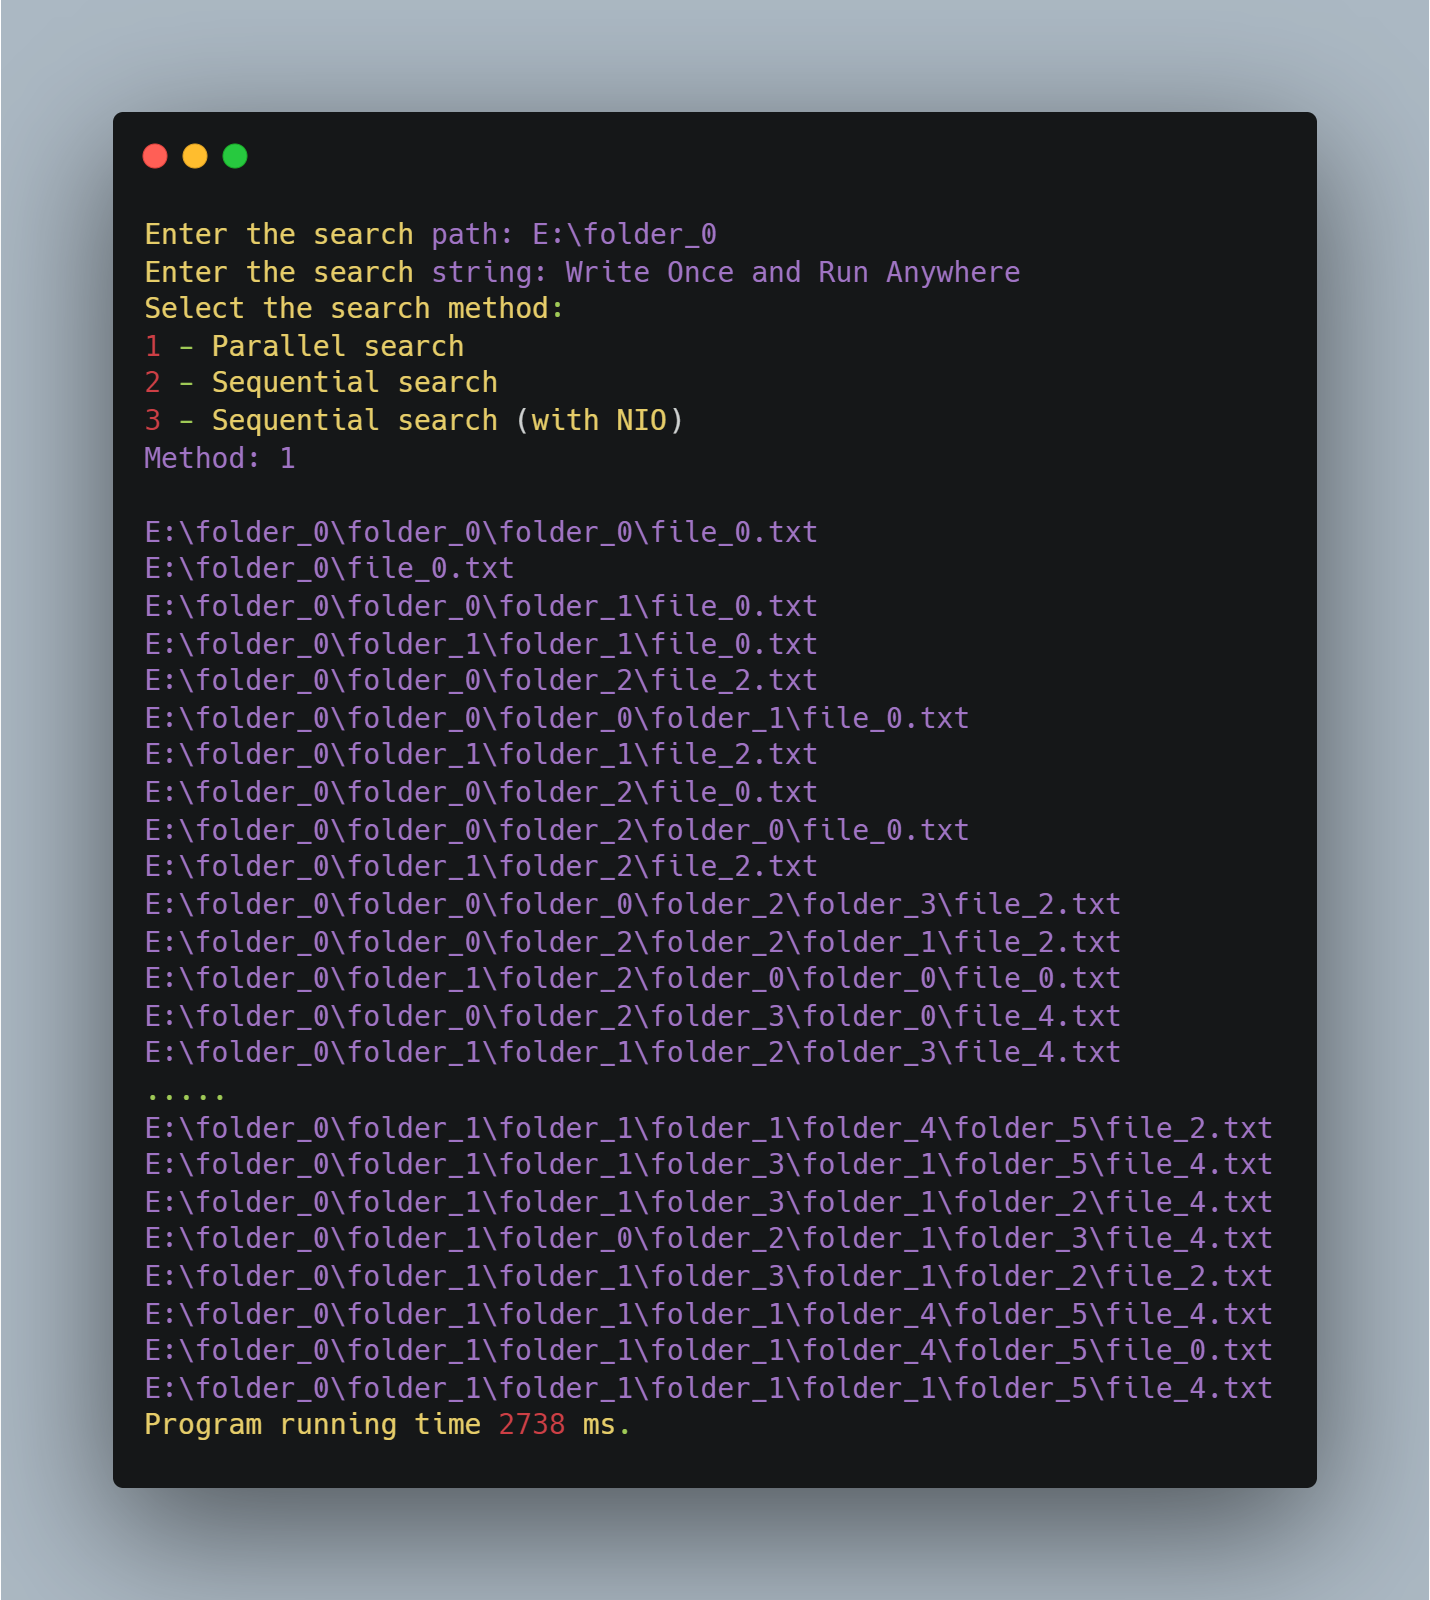 Enter the search path: E:\folder_0
Enter the search string: Write Once and Run Anywhere
Select the search method:
1 - Parallel search
2 - Sequential search
3 - Sequential search (with NIO)
Method: 1
E:\folder_0\folder_0\folder_0\file_0.txt
E:\folder_0\file_0.txt
E:\folder_0\folder_0\folder_1\file_0.txt
E:\folder_0\folder_1\folder_1\file_0.txt
E:\folder_0\folder_0\folder_2\file_2.txt
E:\folder_0\folder_0\folder_0\folder_1\file_0.txt
E:\folder_0\folder_1\folder_1\file_2.txt
E:\folder_0\folder_0\folder_2\file_0.txt
E:\folder_0\folder_0\folder_2\folder_0\file_0.txt
E:\folder_0\folder_1\folder_2\file_2.txt
E:\folder_0\folder_0\folder_0\folder_2\folder_3\file_2.txt
E:\folder_0\folder_0\folder_2\folder_2\folder_1\file_2.txt
E:\folder_0\folder_1\folder_2\folder_0\folder_0\file_0.txt
E:\folder_0\folder_0\folder_2\folder_3\folder_0\file_4.txt
E:\folder_0\folder_1\folder_1\folder_2\folder_3\file_4.txt
.....
E:\folder_0\folder_1\folder_1\folder_1\folder_4\folder_5\file_2.txt
E:\folder_0\folder_1\folder_1\folder_3\folder_1\folder_5\file_4.txt
E:\folder_0\folder_1\folder_1\folder_3\folder_1\folder_2\file_4.txt
E:\folder_0\folder_1\folder_0\folder_2\folder_1\folder_3\file_4.txt
E:\folder_0\folder_1\folder_1\folder_3\folder_1\folder_2\file_2.txt
E:\folder_0\folder_1\folder_1\folder_1\folder_4\folder_5\file_4.txt
E:\folder_0\folder_1\folder_1\folder_1\folder_4\folder_5\file_0.txt
E:\folder_0\folder_1\folder_1\folder_1\folder_1\folder_5\file_4.txt
Program running time 2738 ms.